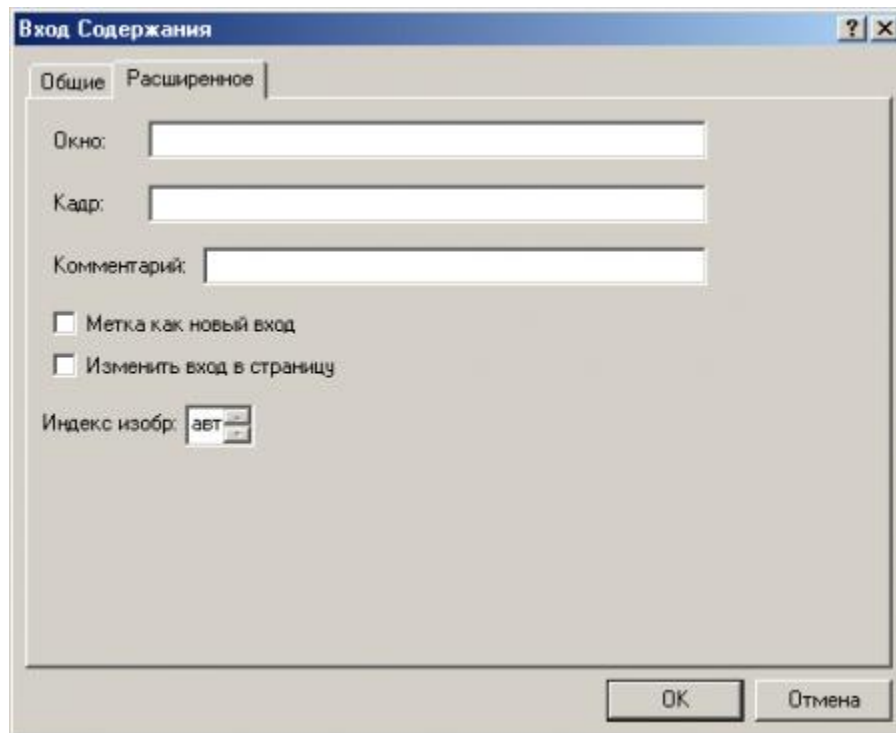 Вход Содержания
Общие Расширенное
Окно:
Кадр:
Комментарий:
Метка как новый вход
Изменить вход в страницу
Индекс изобр: авт
OK Отмена